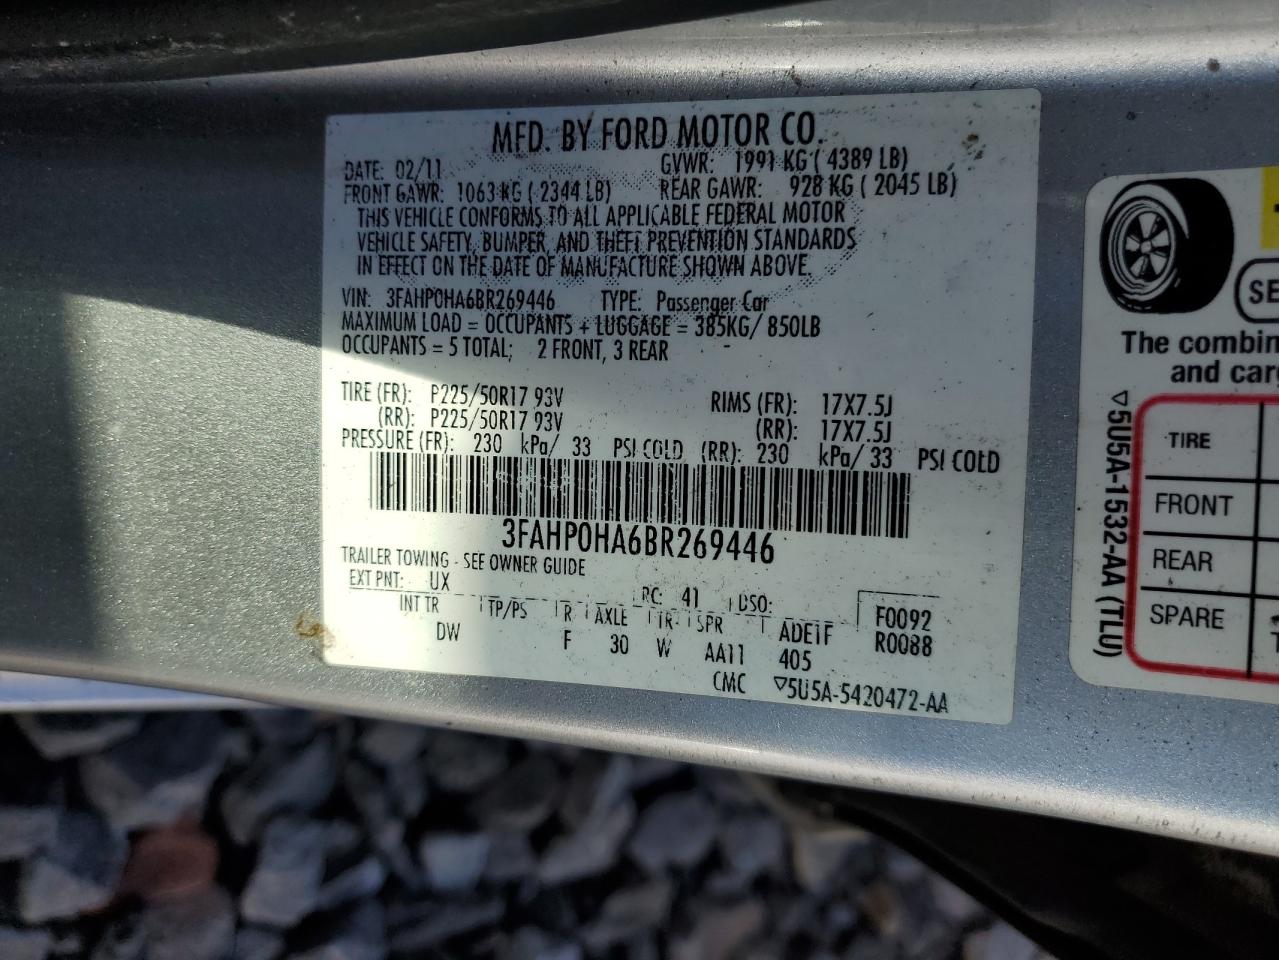 MFD. BY FORD MOTOR CO.
DATE: 02/11 GVWR: 1991 KG ( 4389 LB)
FRONT GAWR: 1063 KG ( 2344 LB) REAR GAWR: 928 KG ( 2045 LB)
THIS VEHICLE CONFORMS TO ALL APPLICABLE FEDERAL MOTOR
VEHICLE SAFETY, BUMPER, AND THEFT PREVENTION STANDARDS
IN EFFECT ON THE DATE OF MANUFACTURE SHOWN ABOVE.
VIN: 3FAHP0HA6BR269446 TYPE: Passenger Car
MAXIMUM LOAD = OCCUPANTS + LUGGAGE = 385KG/ 850LB
OCCUPANTS = 5 TOTAL; 2 FRONT, 3 REAR -
TIRE (FR): P225/50R17 93V RIMS (FR): 17X7.5J
(RR): P225/50R17 93V (RR): 17X7.5J
PRESSURE (FR): 230 kPa/ 33 PSI COLD (RR): 230 kPa/ 33 PSI COLD
3FAHP0HA6BR269446
TRAILER TOWING - SEE OWNER GUIDE
EXT PNT: UX RC: 41 DSO:
INT TR TP/PS R AXLE TR SPR ADE1F F0092
DW F 30 W AA11 405 R0088
CMC ▽5U5A-5420472-AA
SE
The combin
and car
▽5U5A-1532-AA (TLU)
TIRE
FRONT
REAR
SPARE